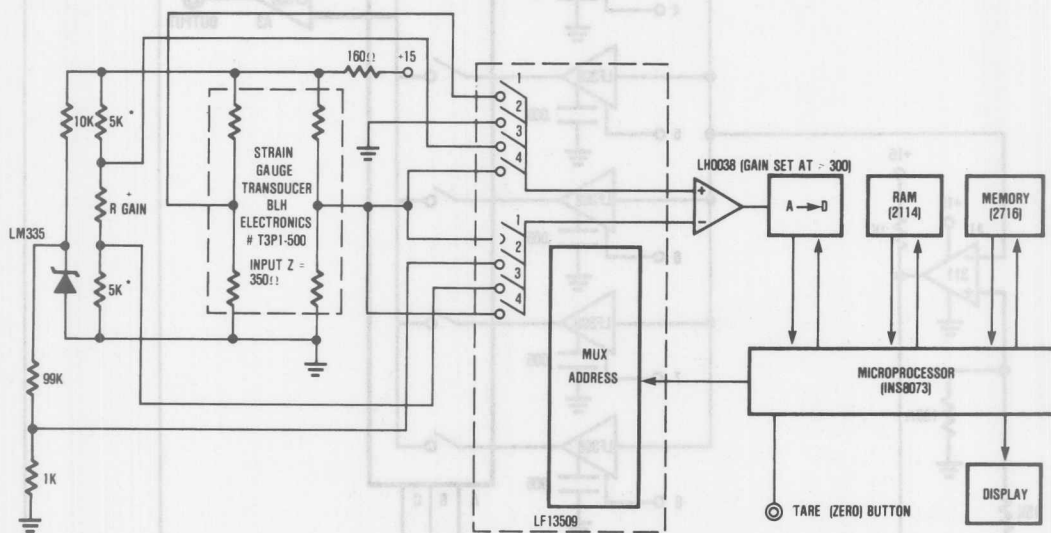 160Ω
+15
10K
5K*
R GAIN
+
LM335
5K*
99K
1K
STRAIN
GAUGE
TRANSDUCER
BLH
ELECTRONICS
# T3P1-500
INPUT Z =
350Ω
1
2
3
4
1
2
3
4
MUX
ADDRESS
LF13509
LH0038 (GAIN SET AT ≈ 300)
+
−
A → D
RAM
(2114)
MEMORY
(2716)
MICROPROCESSOR
(INS8073)
TARE (ZERO) BUTTON
DISPLAY